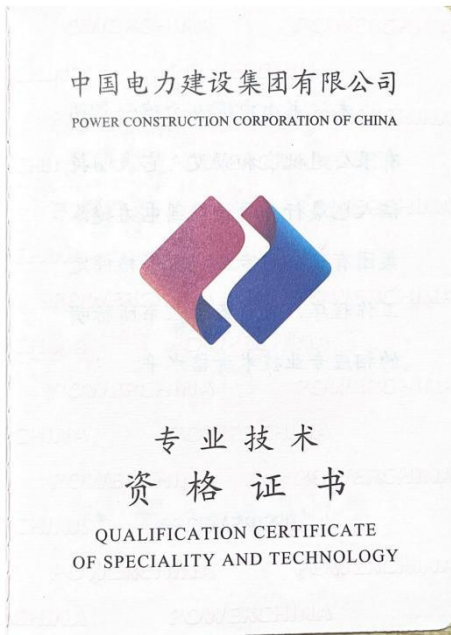 中国电力建设集团有限公司
POWER CONSTRUCTION CORPORATION OF CHINA
专业技术
资格证书
QUALIFICATION CERTIFICATE
OF SPECIALITY AND TECHNOLOGY